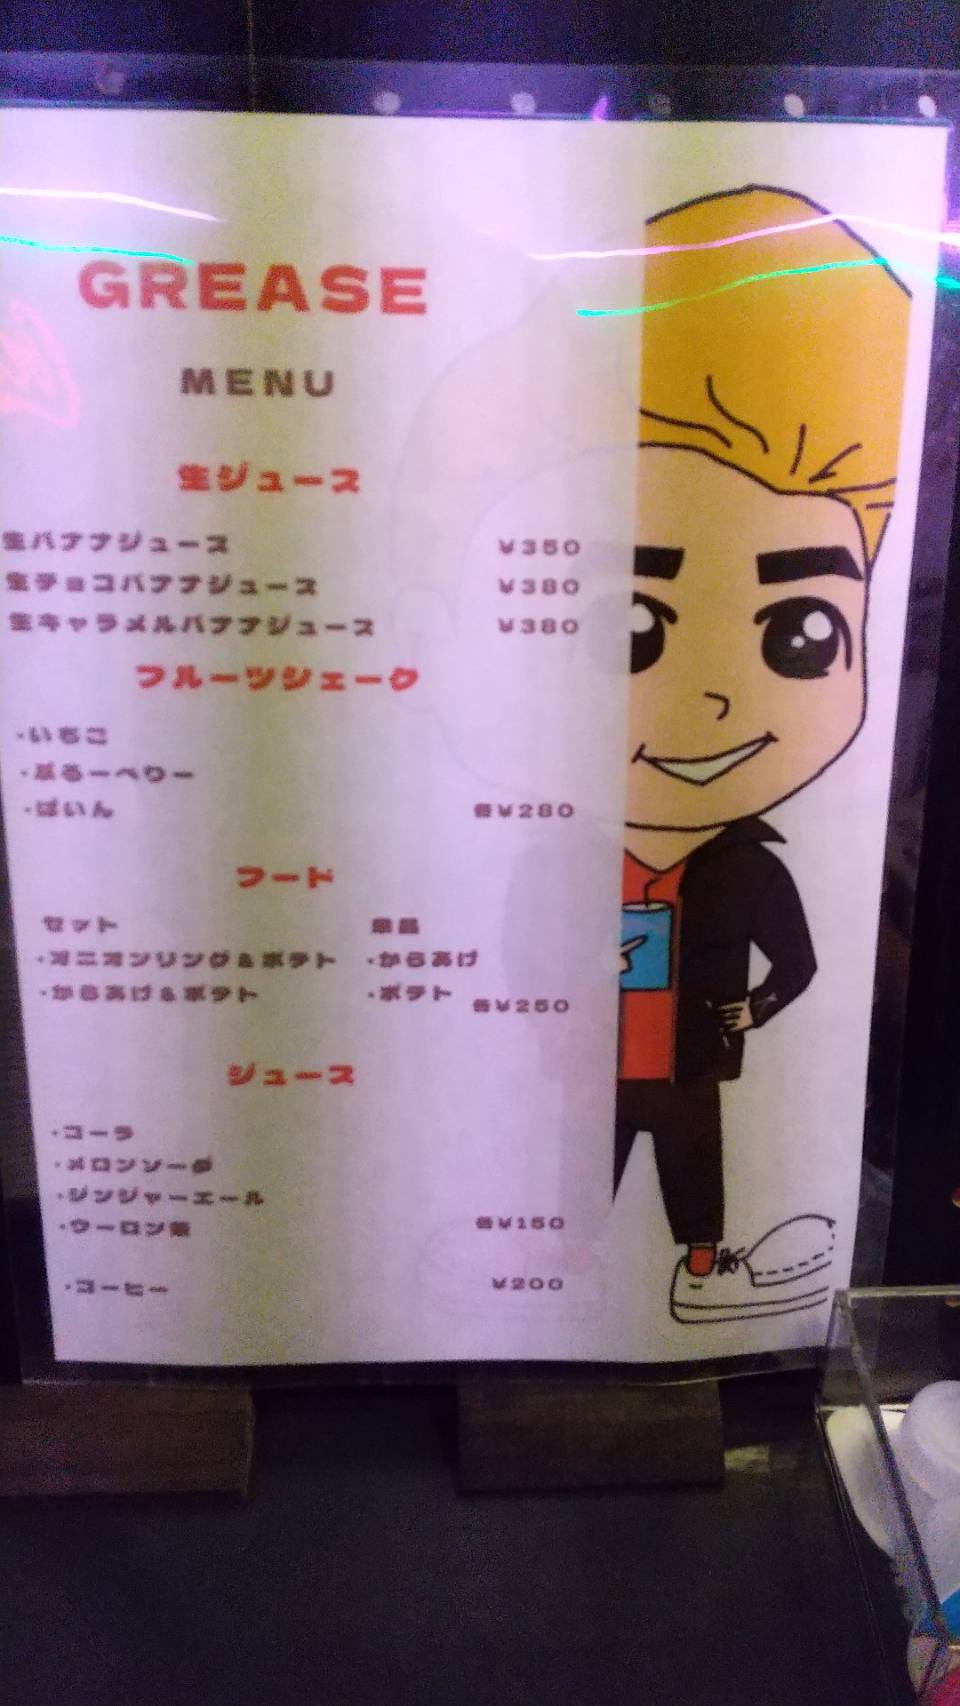 GREASE
MENU
生ジュース
生バナナジュース ¥350
生チョコバナナジュース ¥380
生キャラメルバナナジュース ¥380
フルーツシェーク
・いちご
・ぶるーべりー
・ぱいん 各¥280
フード
セット 単品
・オニオンリング&ポテト ・からあげ
・からあげ&ポテト ・ポテト 各¥250
ジュース
・コーラ
・メロンソーダ
・ジンジャーエール
・ウーロン茶 各¥150
・コーヒー ¥200